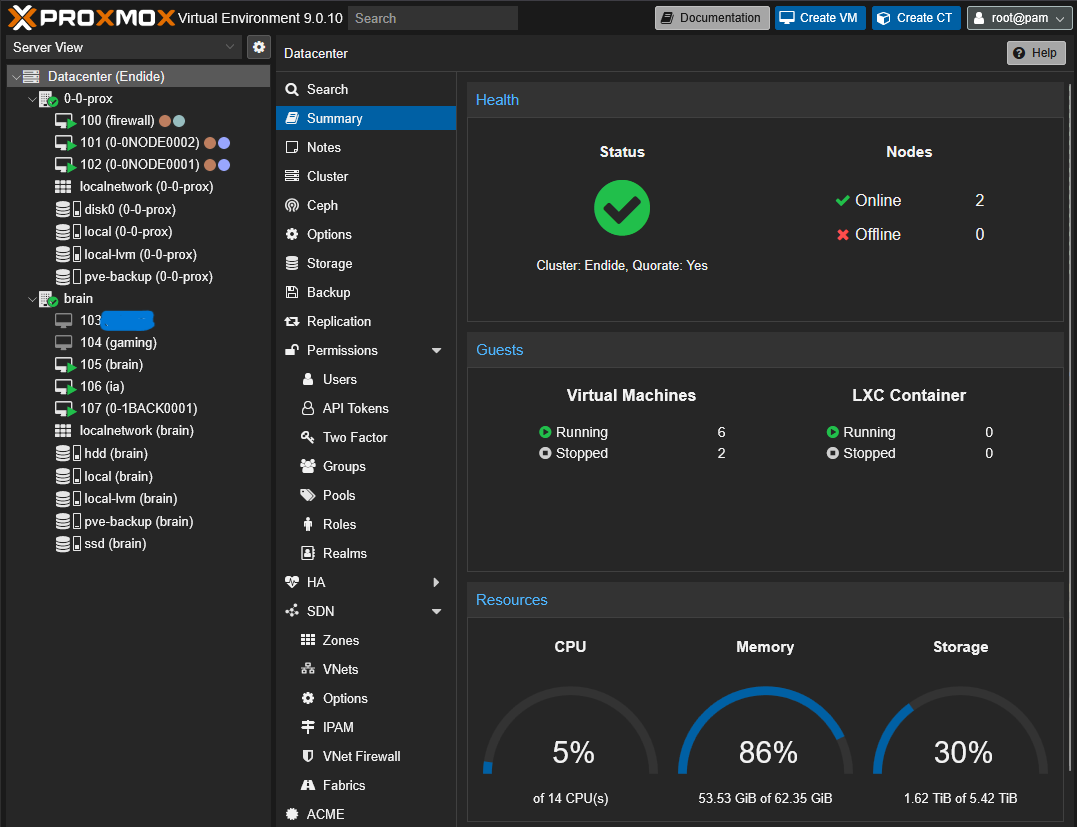 PROXMOX Virtual Environment 9.0.10
Search
Documentation
Create VM
Create CT
root@pam
Server View
Datacenter
Help
Datacenter (Endide)
0-0-prox
100 (firewall)
101 (0-0NODE0002)
102 (0-0NODE0001)
localnetwork (0-0-prox)
disk0 (0-0-prox)
local (0-0-prox)
local-lvm (0-0-prox)
pve-backup (0-0-prox)
brain
103
104 (gaming)
105 (brain)
106 (ia)
107 (0-1BACK0001)
localnetwork (brain)
hdd (brain)
local (brain)
local-lvm (brain)
pve-backup (brain)
ssd (brain)
Search
Summary
Notes
Cluster
Ceph
Options
Storage
Backup
Replication
Permissions
Users
API Tokens
Two Factor
Groups
Pools
Roles
Realms
HA
SDN
Zones
VNets
Options
IPAM
VNet Firewall
Fabrics
ACME
Health
Status
Cluster: Endide, Quorate: Yes
Nodes
Online 2
Offline 0
Guests
Virtual Machines
Running 6
Stopped 2
LXC Container
Running 0
Stopped 0
Resources
CPU
5%
of 14 CPU(s)
Memory
86%
53.53 GiB of 62.35 GiB
Storage
30%
1.62 TiB of 5.42 TiB